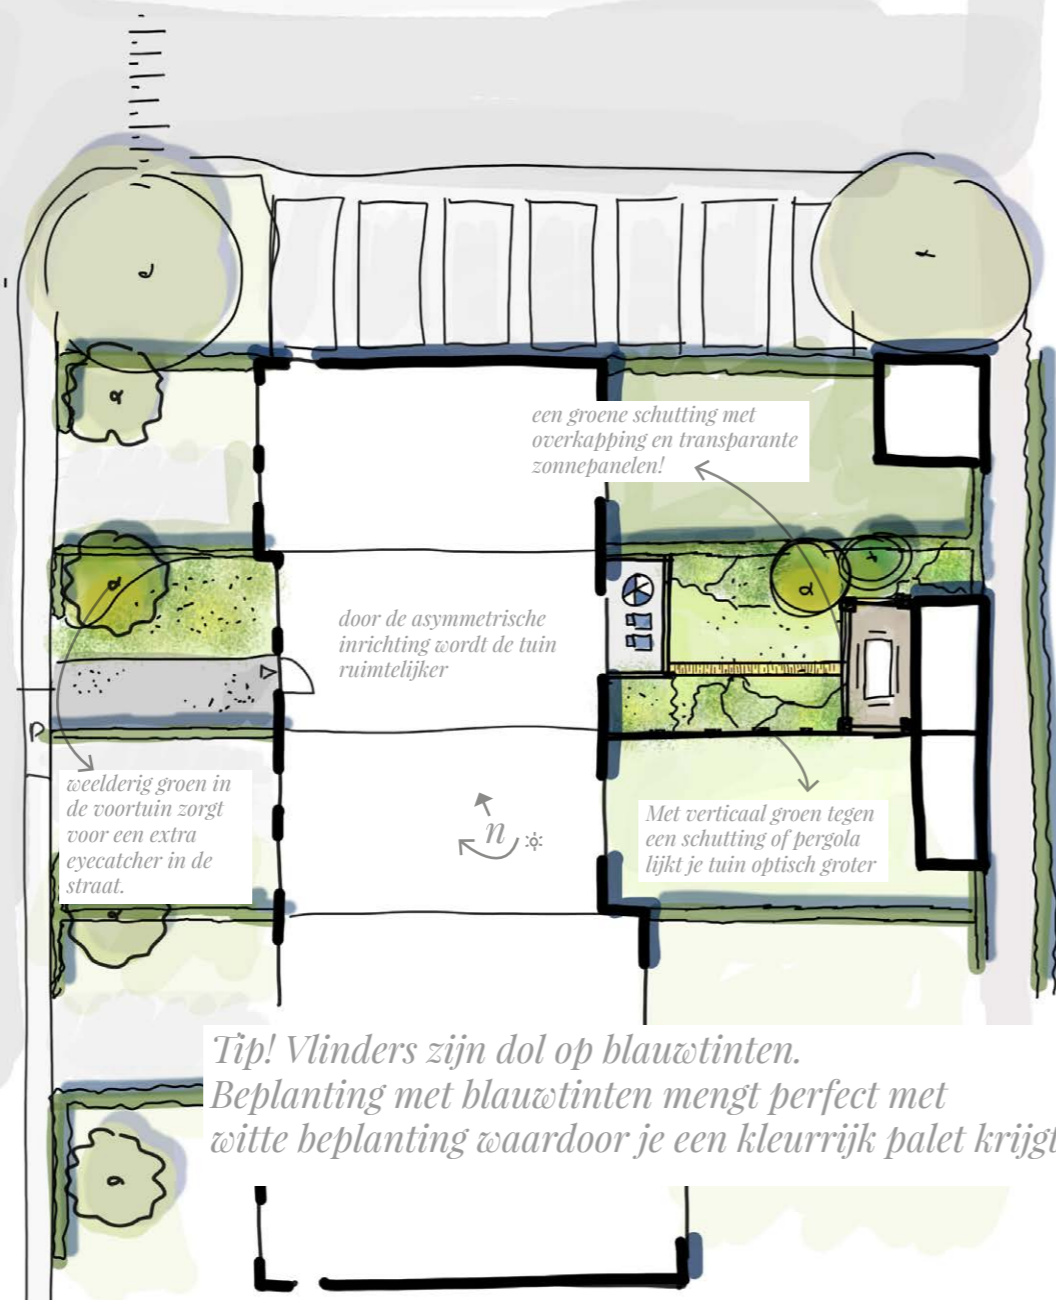 een groene schutting met
overkapping en transparante
zonnepanelen!
door de asymmetrische
inrichting wordt de tuin
ruimtelijker
P
weelderig groen in
de voortuin zorgt
voor een extra
eyecatcher in de
straat.
n
Met verticaal groen tegen
een schutting of pergola
lijkt je tuin optisch groter
Tip! Vlinders zijn dol op blauwtinten.
Beplanting met blauwtinten mengt perfect met
witte beplanting waardoor je een kleurrijk palet krijgt